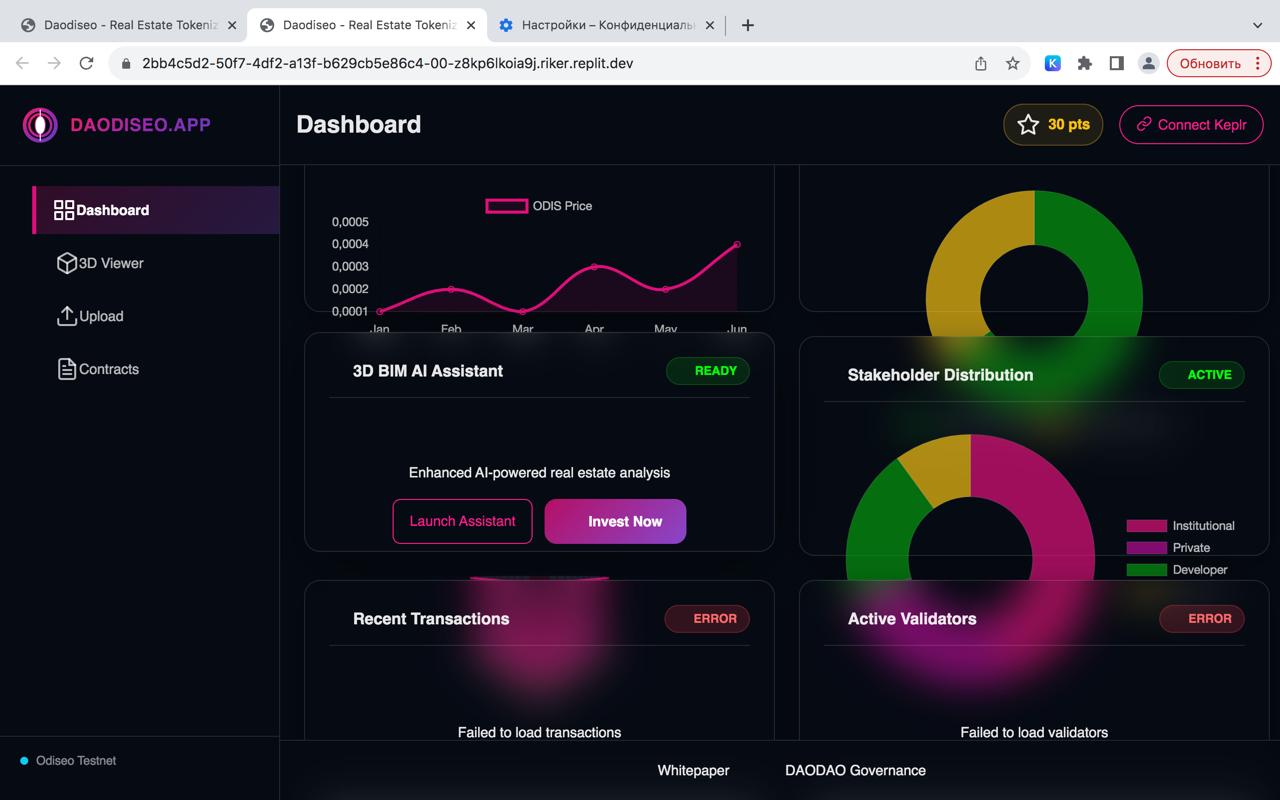 Daodiseo - Real Estate Tokeniz
Daodiseo - Real Estate Tokeniz
Настройки – Конфиденциаль
2bb4c5d2-50f7-4df2-a13f-b629cb5e86c4-00-z8kp6lkoia9j.riker.replit.dev
K
Обновить
DAODISEO.APP
Dashboard
30 pts
Connect Keplr
Dashboard
3D Viewer
Upload
Contracts
Odiseo Testnet
ODIS Price
0,0005
0,0004
0,0003
0,0002
0,0001
Jan Feb Mar Apr May Jun
3D BIM AI Assistant
READY
Enhanced AI-powered real estate analysis
Launch Assistant
Invest Now
Stakeholder Distribution
ACTIVE
Institutional
Private
Developer
Recent Transactions
ERROR
Failed to load transactions
Active Validators
ERROR
Failed to load validators
Whitepaper
DAODAO Governance